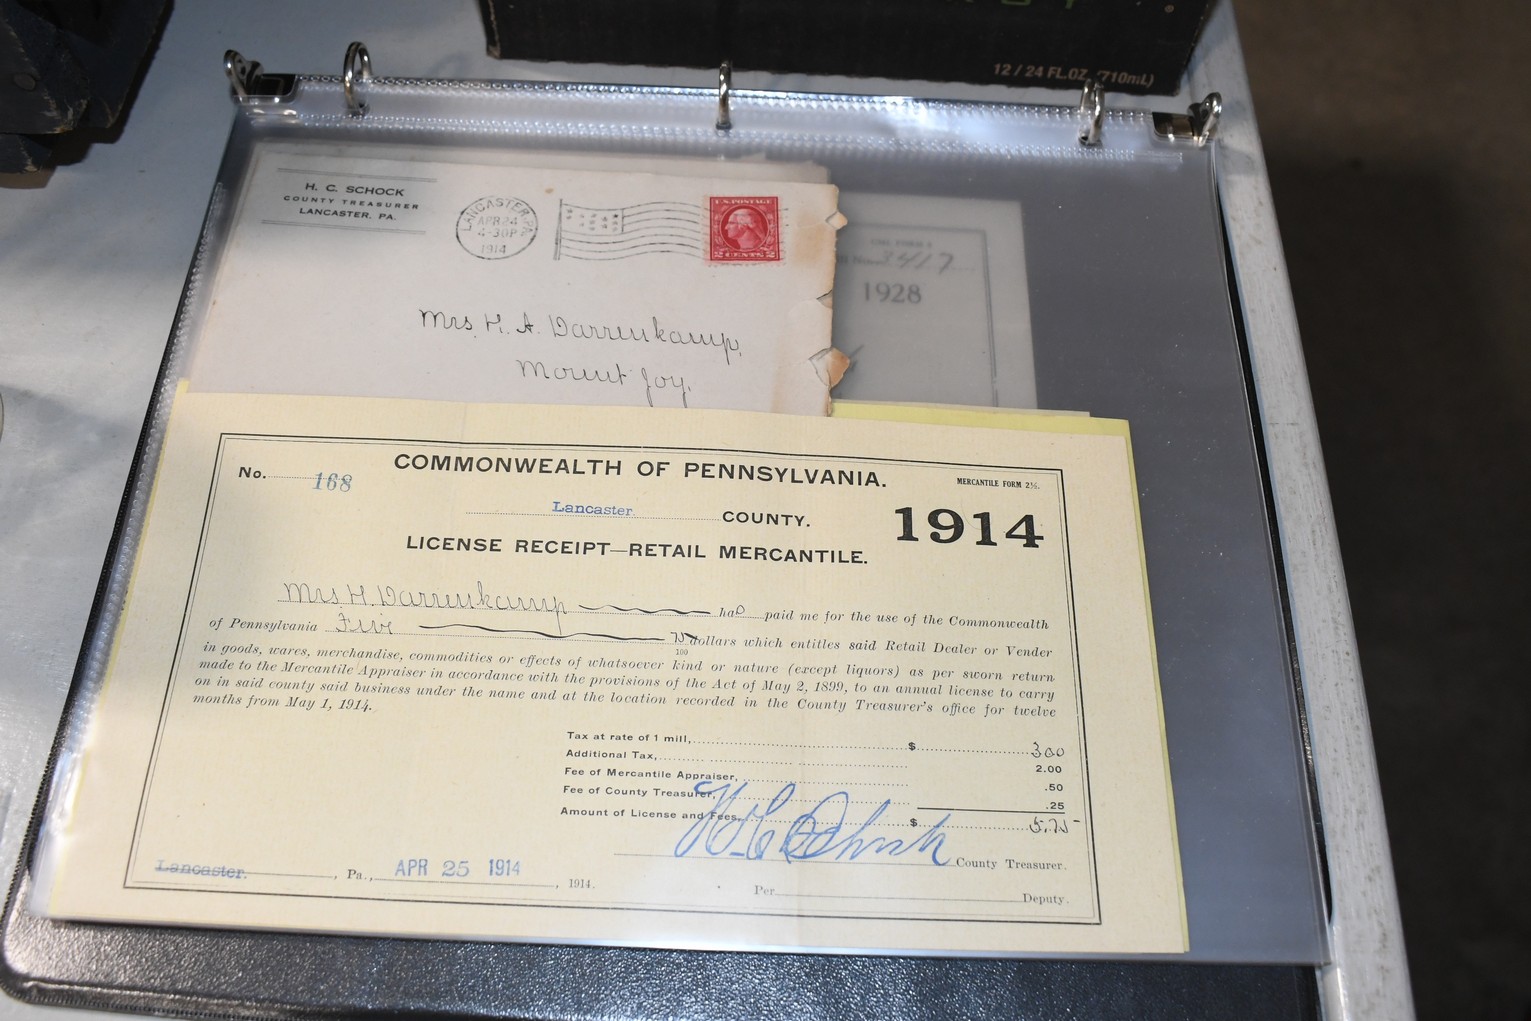 12 / 24 FL.OZ. (710mL)
H. C. SCHOCK
COUNTY TREASURER
LANCASTER, PA.
LANCASTER, PA.
APR 24
4-30P
1914
U.S. POSTAGE
2 CENTS 2
Mrs H. A. Darrenkamp,
Mount Joy.
No. 3417
1928
No. 168
COMMONWEALTH OF PENNSYLVANIA.
MERCANTILE FORM 2½.
Lancaster COUNTY.
1914
LICENSE RECEIPT—RETAIL MERCANTILE.
Mrs H. Darrenkamp has paid me for the use of the Commonwealth
of Pennsylvania Five 75/100 dollars which entitles said Retail Dealer or Vender
in goods, wares, merchandise, commodities or effects of whatsoever kind or nature (except liquors) as per sworn return
made to the Mercantile Appraiser in accordance with the provisions of the Act of May 2, 1899, to an annual license to carry
on in said county said business under the name and at the location recorded in the County Treasurer's office for twelve
months from May 1, 1914.
Tax at rate of 1 mill, $ 3.00
Additional Tax, 2.00
Fee of Mercantile Appraiser, .50
Fee of County Treasurer, .25
Amount of License and Fees, $ 5.75
H. C. Schock County Treasurer.
Lancaster, Pa., APR 25 1914, 1914.
Per Deputy.